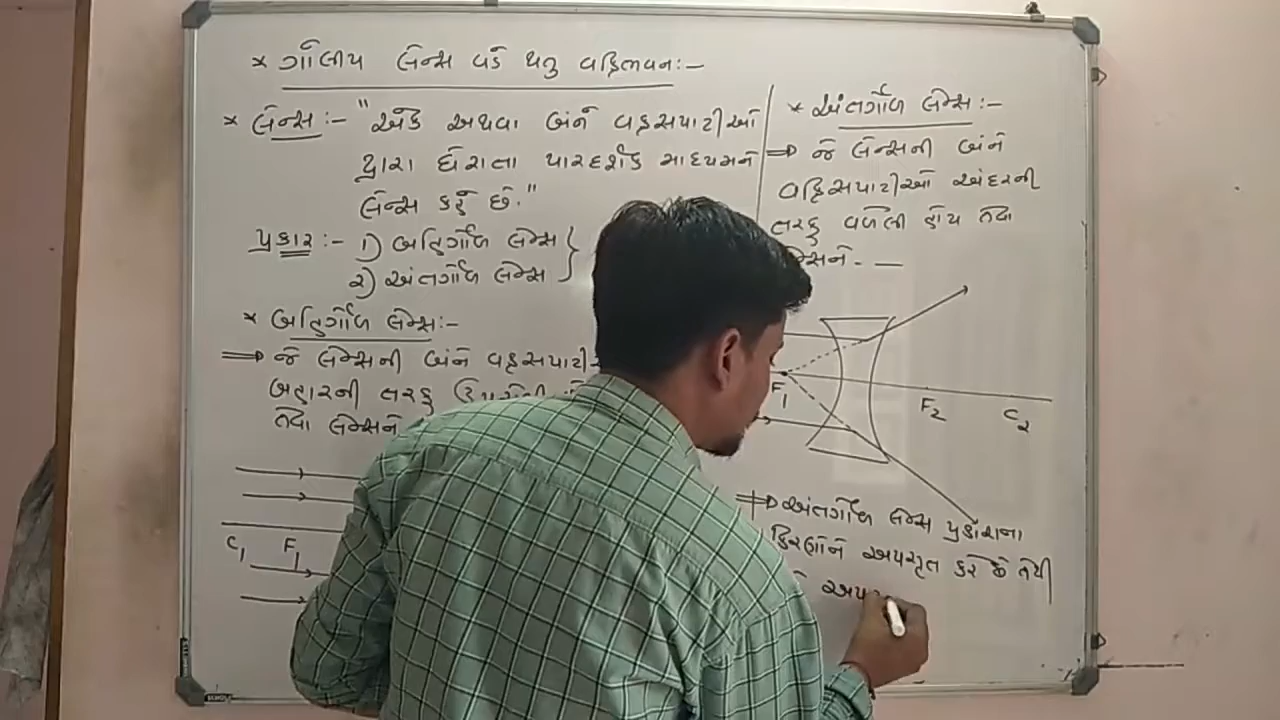 * ગોલીય લેન્સ વડે થતુ વક્રિભવન:-
* લેન્સ:- "એક અથવા બંને વક્રસપાટીઓ
દ્વારા ઘેરાતા પારદર્શક માધ્યમને
લેન્સ કહે છે."
પ્રકાર:- 1) બહિર્ગોળ લેન્સ
૨) અંતર્ગોળ લેન્સ
* બહિર્ગોળ લેન્સ:-
⇒ જે લેન્સની બંને વક્રસપાટી
બહારની તરફ
તેવા લેન્સને
C1 F1
* અંતર્ગોળ લેન્સ:-
⇒ જે લેન્સની બંને
વક્રિસપાટીઓ અંદરની
તરફ વળેલી હોય તેવા
લેન્સને. —
F1 F2 C2
⇒ અંતર્ગોળ લેન્સ પ્રકાશના
કિરણોને અપસૃત કરે છે તેથી